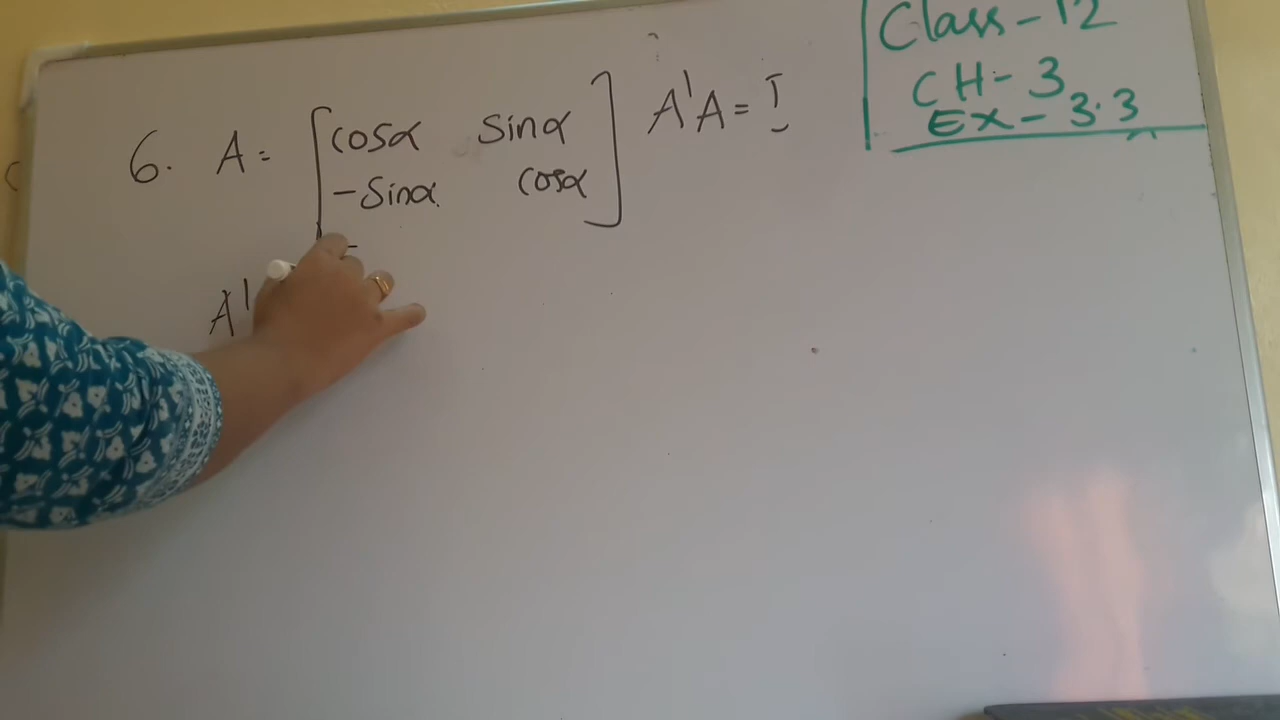 Class - 12
CH - 3
Ex - 3.3
6. A = [cosα sinα] A'A = I
[-sinα cosα]
A'